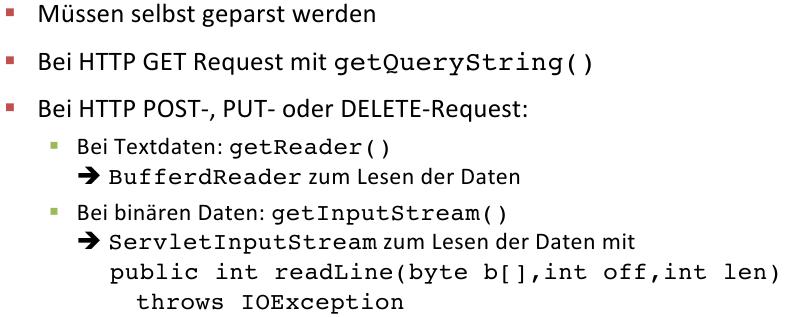 Müssen selbst geparst werden
Bei HTTP GET Request mit getQueryString()
Bei HTTP POST-, PUT- oder DELETE-Request:
Bei Textdaten: getReader()
➔ BufferdReader zum Lesen der Daten
Bei binären Daten: getInputStream()
➔ ServletInputStream zum Lesen der Daten mit
public int readLine(byte b[],int off,int len)
throws IOException